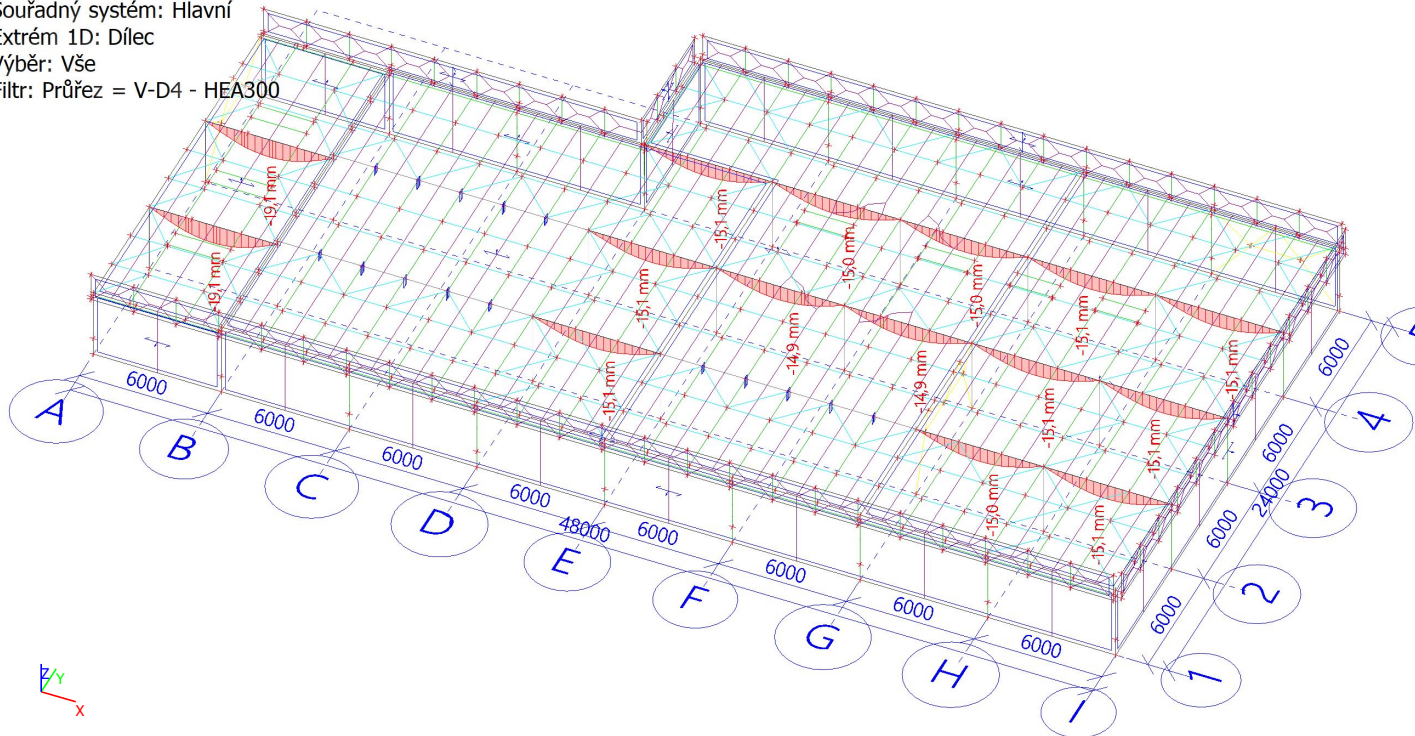 Souřadný systém: Hlavní
Extrém 1D: Dílec
Výběr: Vše
Filtr: Průřez = V-D4 - HEA300
-19,1 mm
-19,1 mm
-15,1 mm
-15,0 mm
-15,0 mm
-15,1 mm
-15,1 mm
-15,1 mm
-14,9 mm
-14,9 mm
-15,1 mm
-15,1 mm
-15,1 mm
-15,0 mm
-15,1 mm
6000
6000
6000
6000
48000
6000
6000
6000
6000
A
B
C
D
E
F
G
H
I
6000
6000
24000
6000
6000
1
2
3
4
Z
Y
X